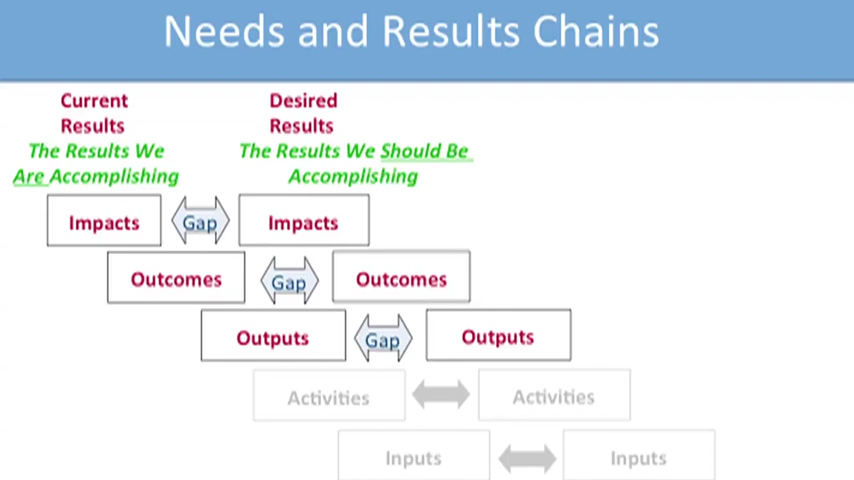 Needs and Results Chains
Current
Results
Desired
Results
The Results We
Are Accomplishing
The Results We Should Be
Accomplishing
Impacts Gap Impacts
Outcomes Gap Outcomes
Outputs Gap Outputs
Activities Activities
Inputs Inputs